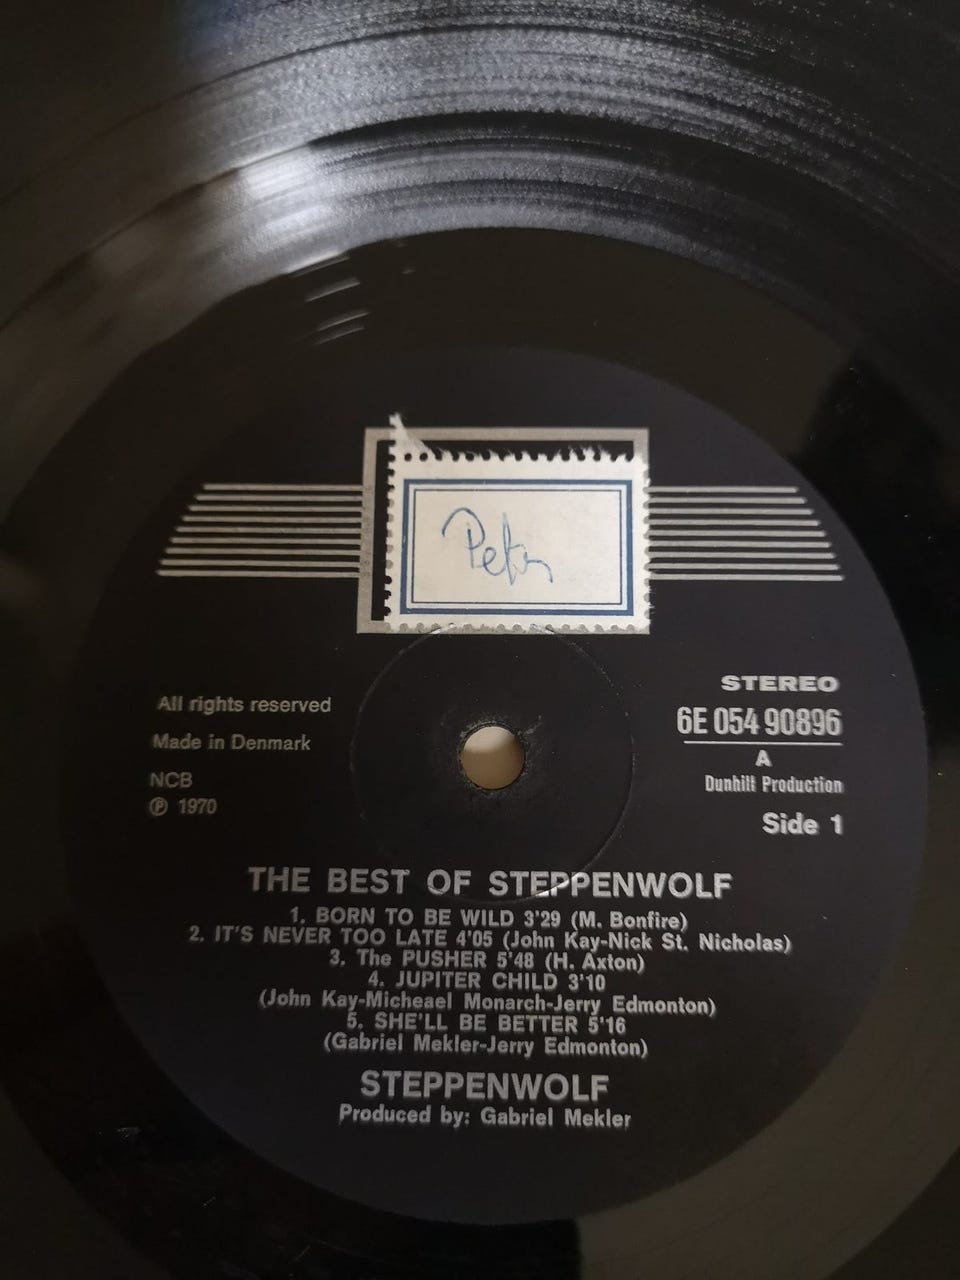 Peter
All rights reserved
Made in Denmark
NCB
℗ 1970
STEREO
6E 054 90896
A
Dunhill Production
Side 1
THE BEST OF STEPPENWOLF
1. BORN TO BE WILD 3'29 (M. Bonfire)
2. IT'S NEVER TOO LATE 4'05 (John Kay-Nick St. Nicholas)
3. The PUSHER 5'48 (H. Axton)
4. JUPITER CHILD 3'10
(John Kay-Micheael Monarch-Jerry Edmonton)
5. SHE'LL BE BETTER 5'16
(Gabriel Mekler-Jerry Edmonton)
STEPPENWOLF
Produced by: Gabriel Mekler